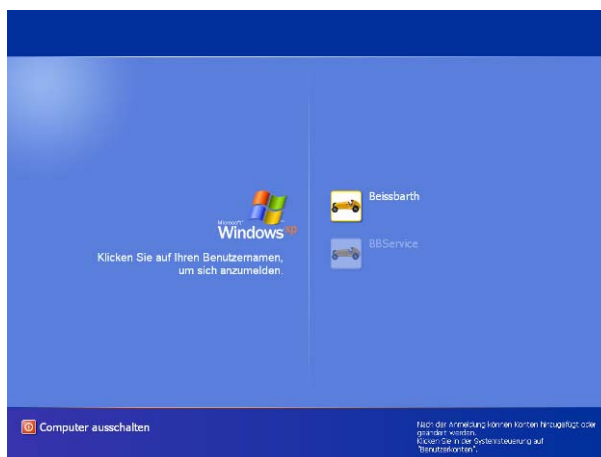 Microsoft
Windows xp
Klicken Sie auf Ihren Benutzernamen,
um sich anzumelden.
Beissbarth
BBService
Computer ausschalten
Nach der Anmeldung können Konten hinzugefügt oder
geändert werden.
Klicken Sie in der Systemsteuerung auf
"Benutzerkonten".